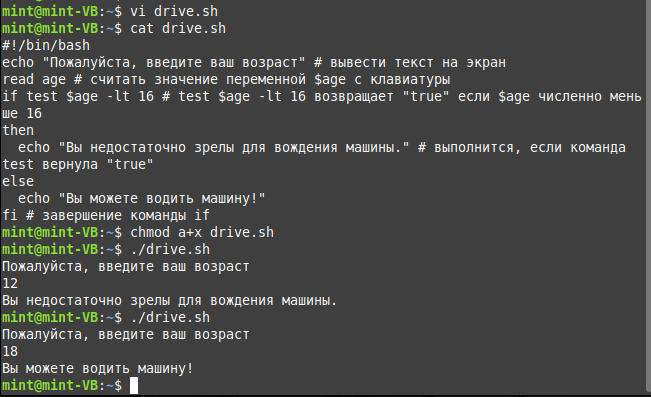 mint@mint-VB:~$ vi drive.sh
mint@mint-VB:~$ cat drive.sh
#!/bin/bash
echo "Пожалуйста, введите ваш возраст" # вывести текст на экран
read age # считать значение переменной $age с клавиатуры
if test $age -lt 16 # test $age -lt 16 возвращает "true" если $age численно мень
ше 16
then
  echo "Вы недостаточно зрелы для вождения машины." # выполнится, если команда
test вернула "true"
else
  echo "Вы можете водить машину!"
fi # завершение команды if
mint@mint-VB:~$ chmod a+x drive.sh
mint@mint-VB:~$ ./drive.sh
Пожалуйста, введите ваш возраст
12
Вы недостаточно зрелы для вождения машины.
mint@mint-VB:~$ ./drive.sh
Пожалуйста, введите ваш возраст
18
Вы можете водить машину!
mint@mint-VB:~$